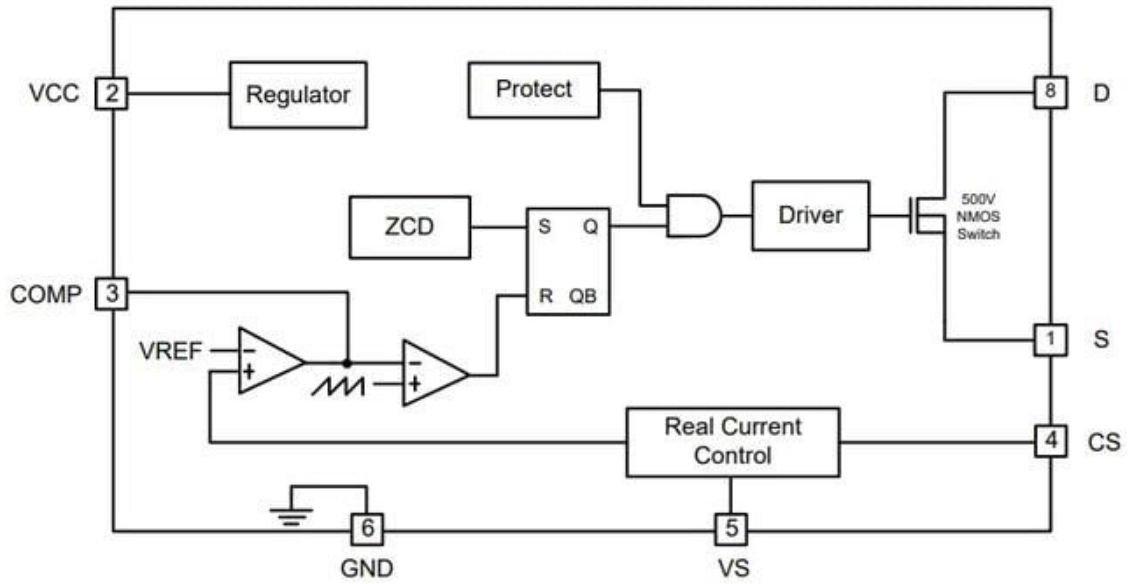 VCC
2
Regulator
Protect
8
D
500V
NMOS
Switch
ZCD
S Q
R QB
Driver
COMP
3
VREF
−
+
−
+
1
S
Real Current
Control
4
CS
6
GND
5
VS